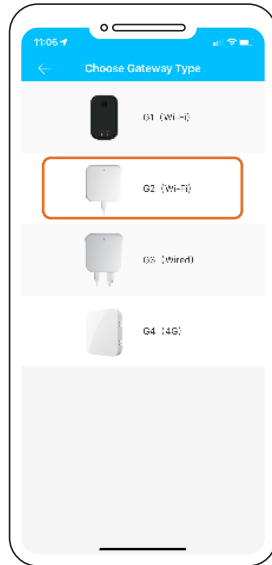 11:06
Choose Gateway Type
G1 (Wi-Fi)
G2 (Wi-Fi)
G3 (Wired)
G4 (4G)